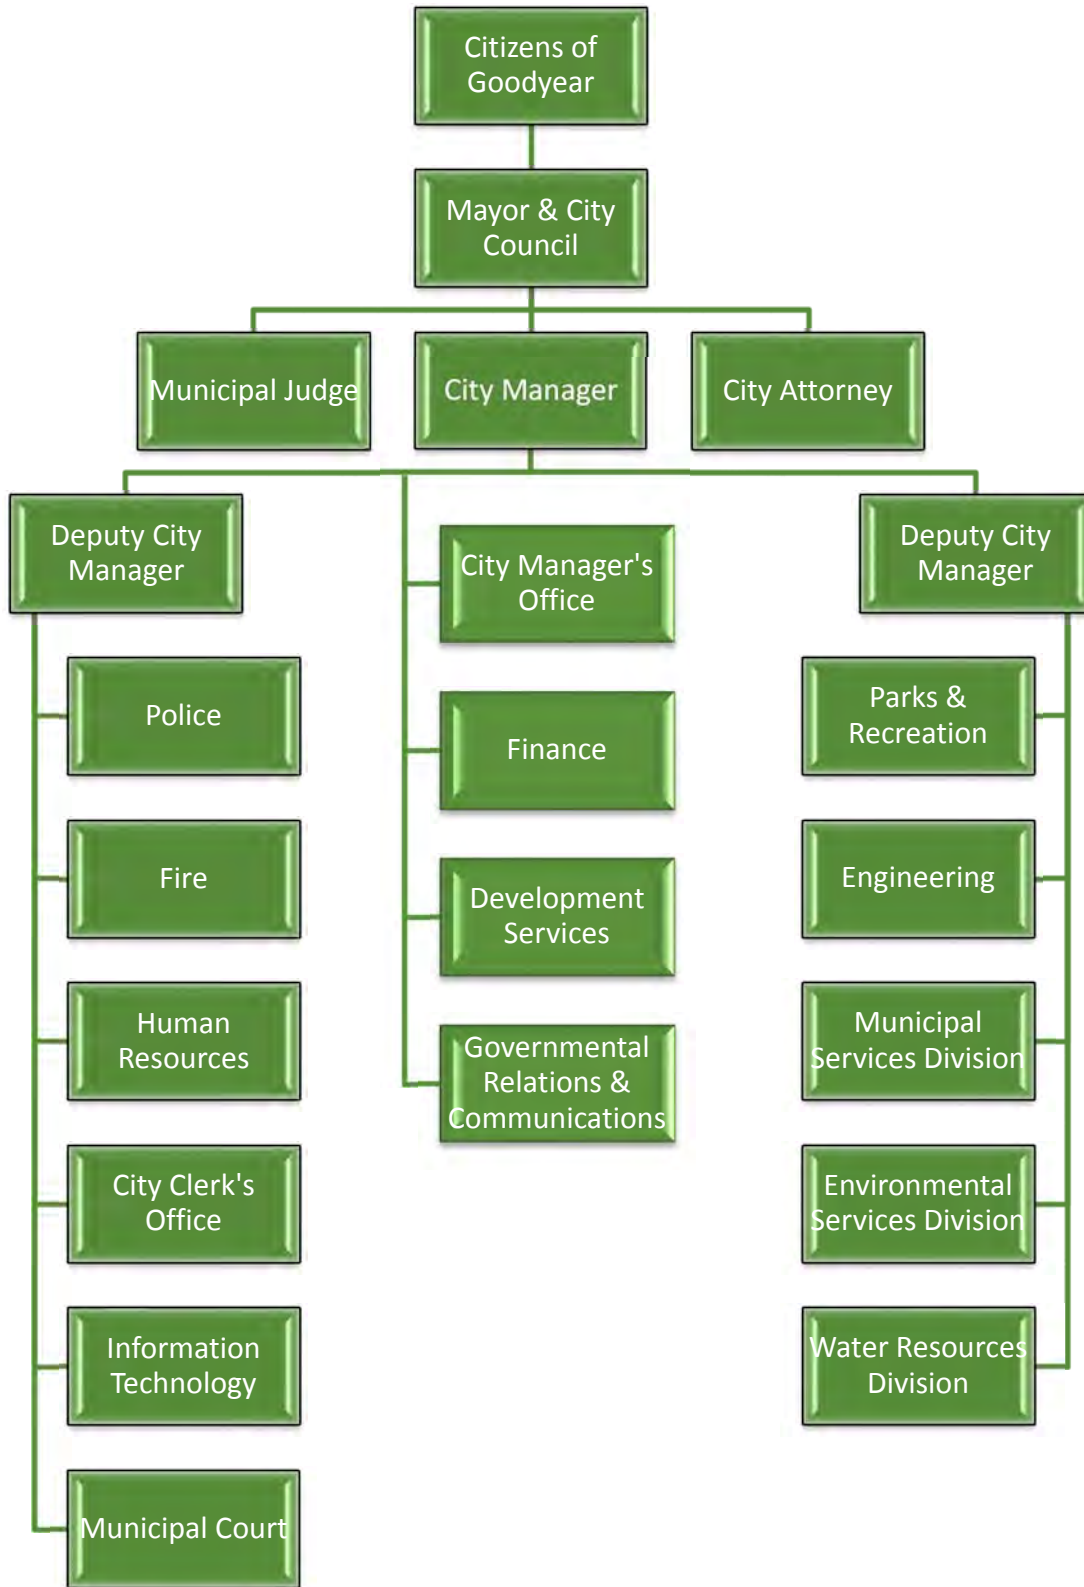 Citizens of
Goodyear
Mayor & City
Council
Municipal Judge
City Manager
City Attorney
Deputy City
Manager
Police
Fire
Human
Resources
City Clerk's
Office
Information
Technology
Municipal Court
City Manager's
Office
Finance
Development
Services
Governmental
Relations &
Communications
Deputy City
Manager
Parks &
Recreation
Engineering
Municipal
Services Division
Environmental
Services Division
Water Resources
Division